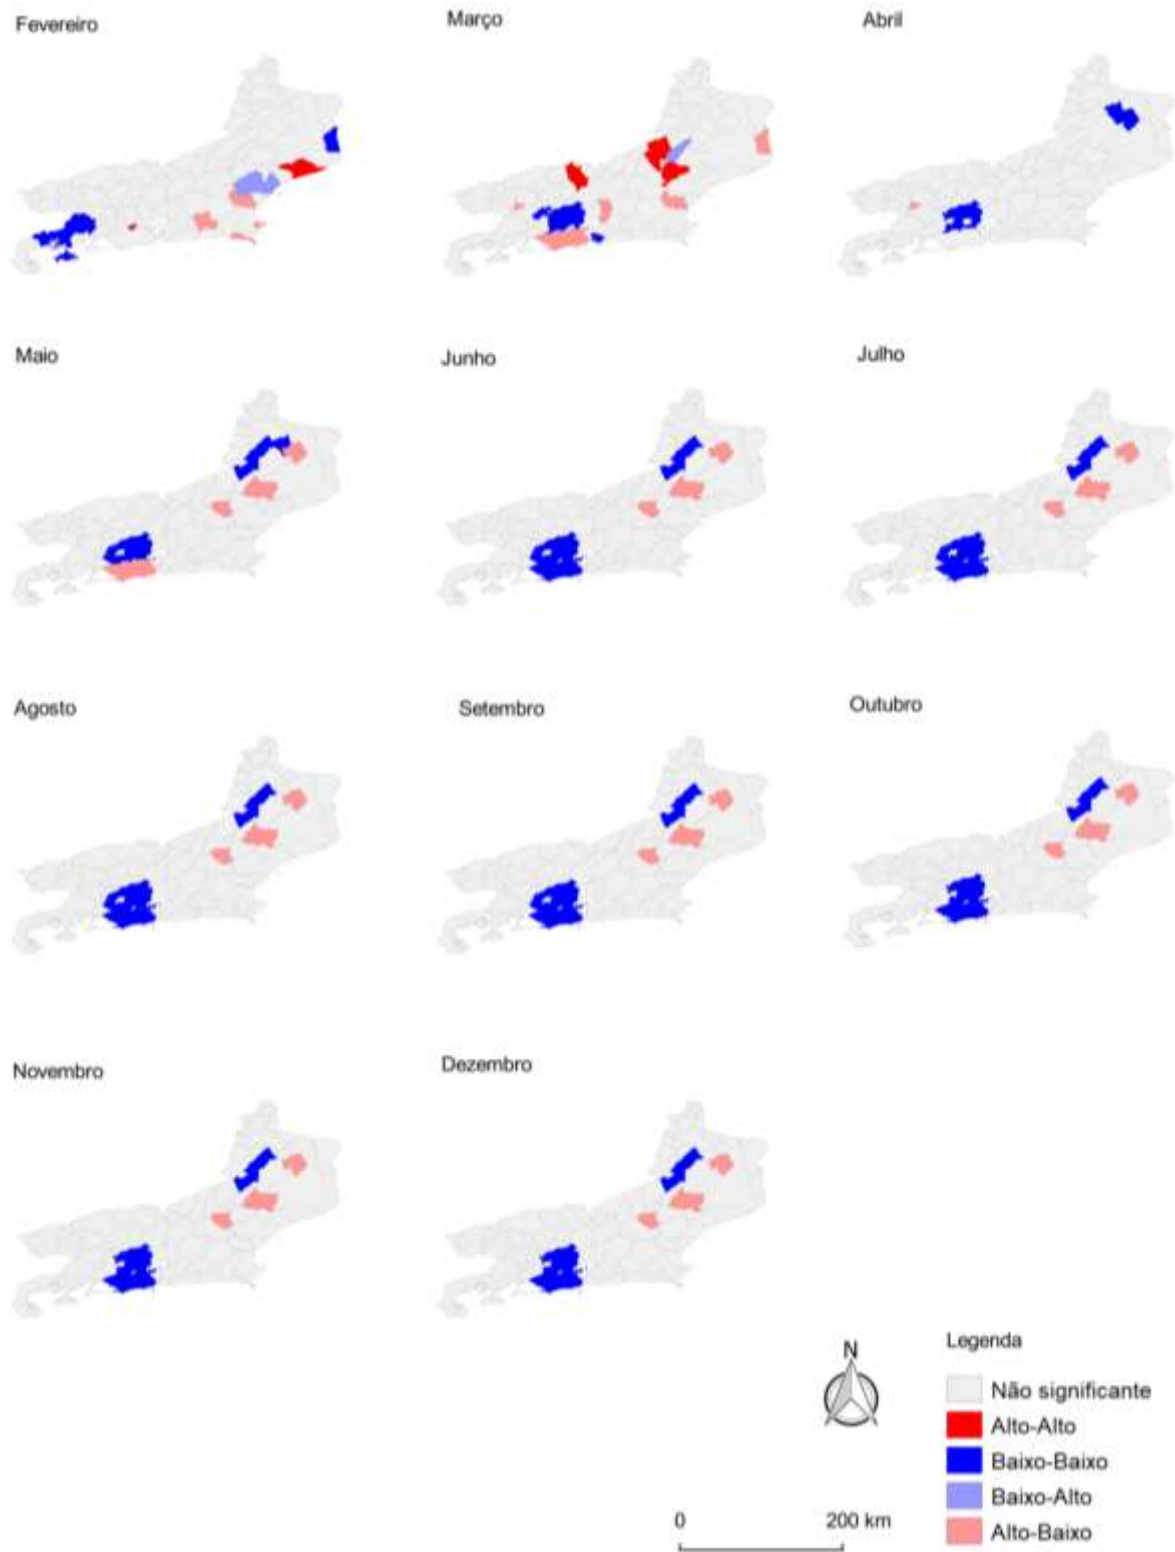 Fevereiro
Março
Abril
Maio
Junho
Julho
Agosto
Setembro
Outubro
Novembro
Dezembro
N
Legenda
Não significante
Alto-Alto
Baixo-Baixo
Baixo-Alto
Alto-Baixo
0 200 km